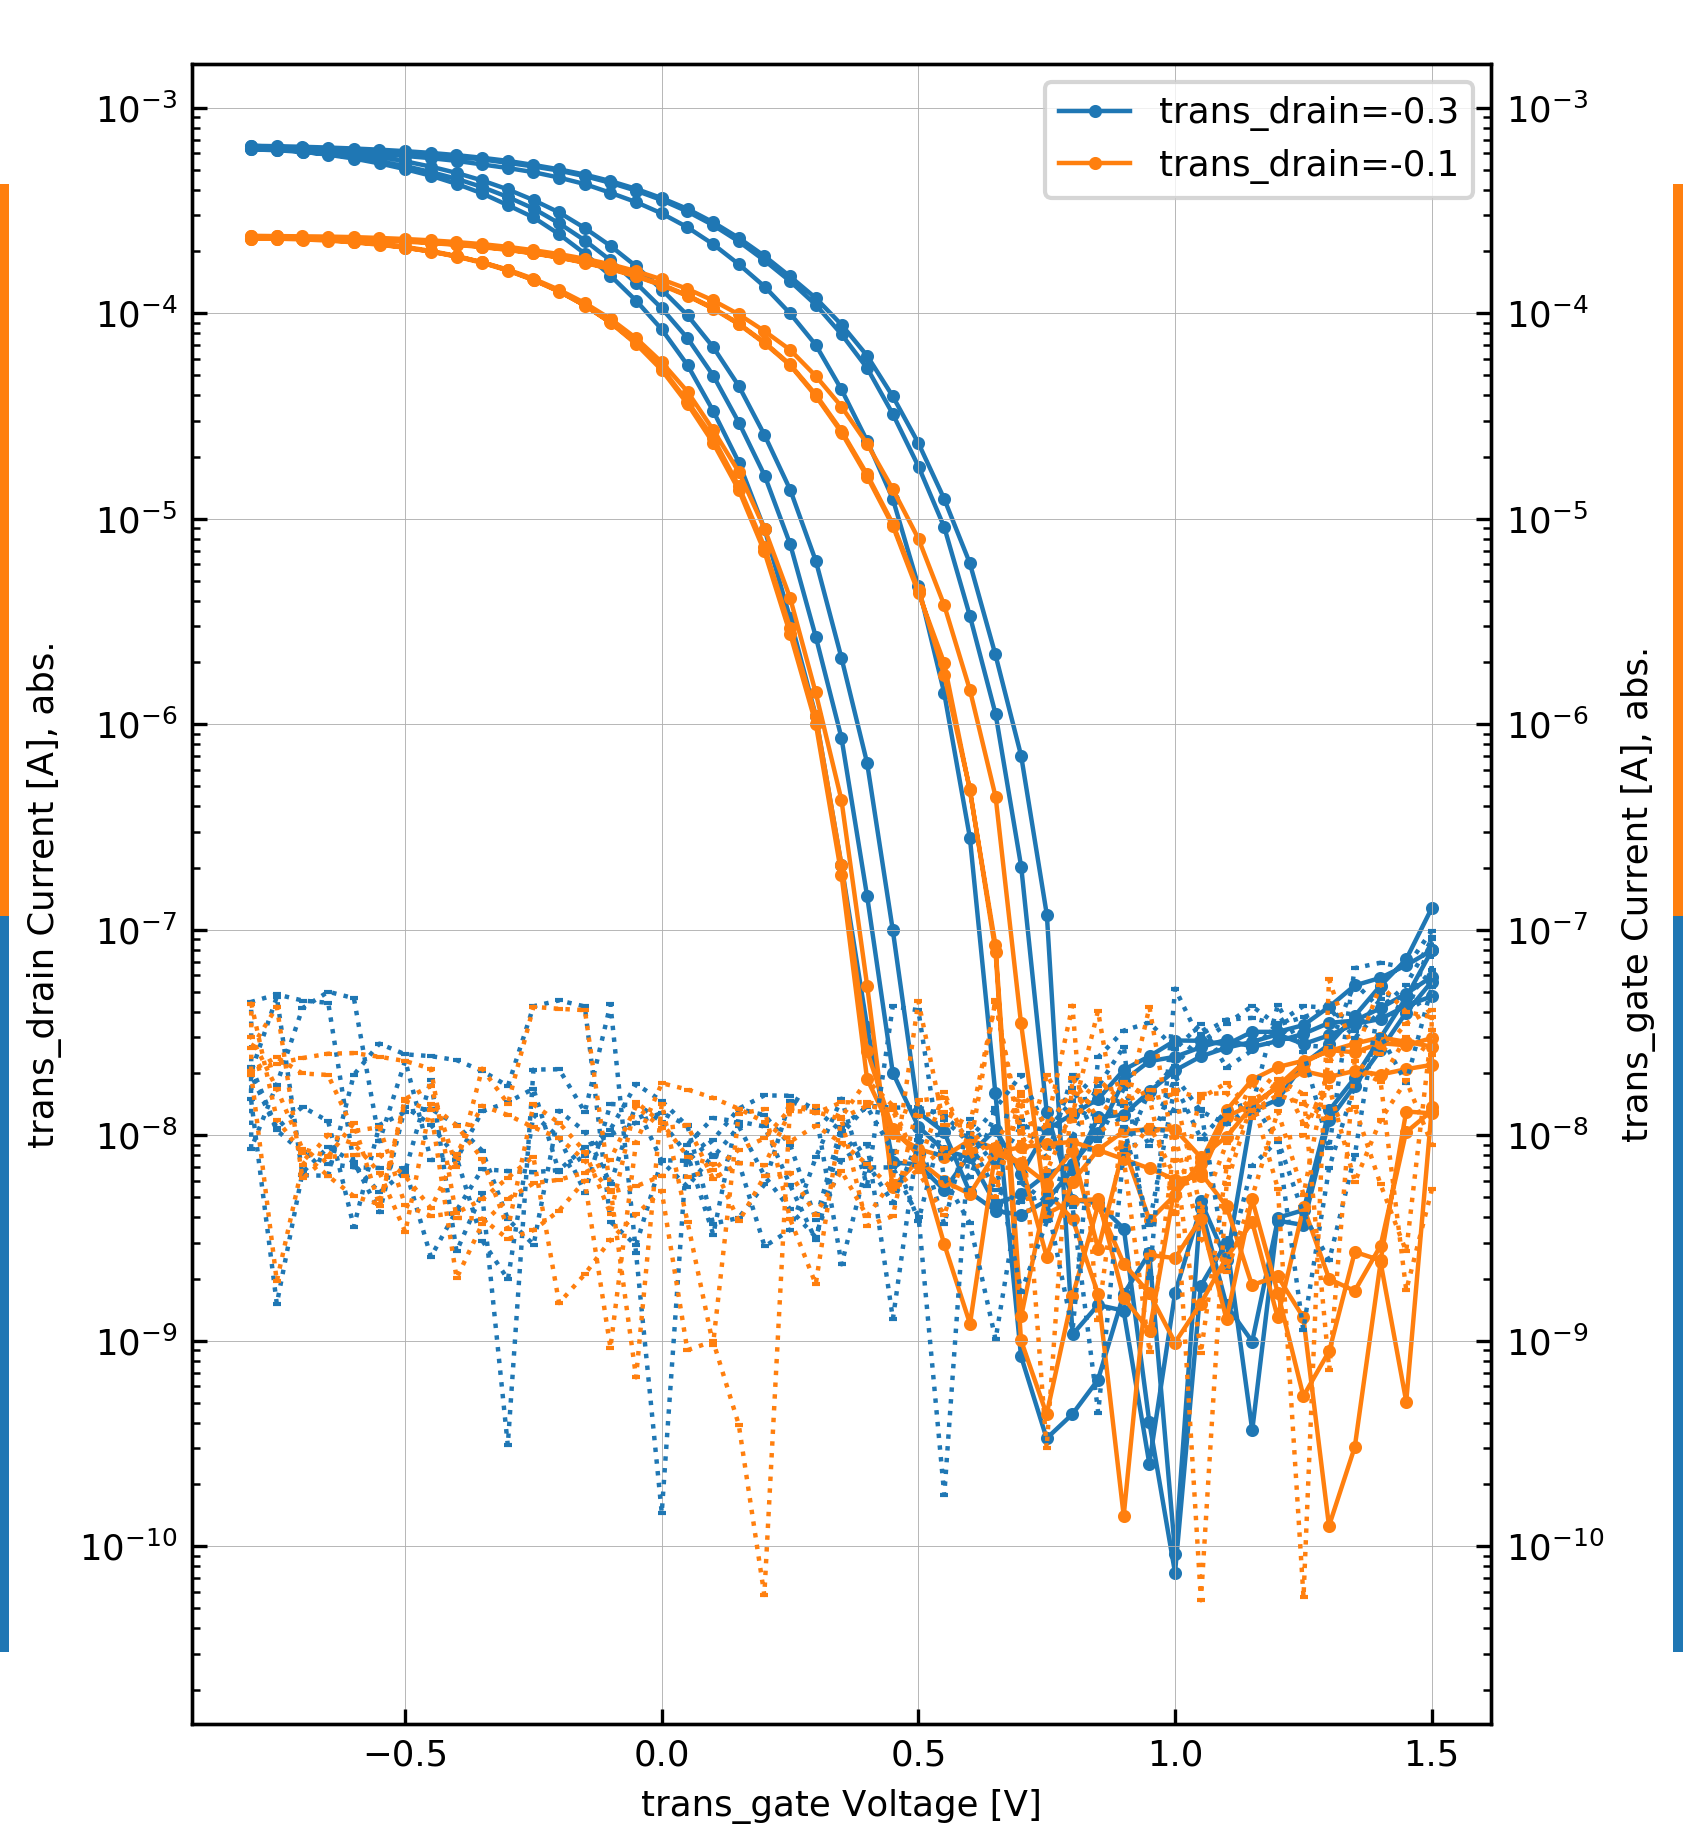 trans_drain=-0.3
trans_drain=-0.1
10⁻³
10⁻⁴
10⁻⁵
10⁻⁶
10⁻⁷
10⁻⁸
10⁻⁹
10⁻¹⁰
trans_drain Current [A], abs.
10⁻³
10⁻⁴
10⁻⁵
10⁻⁶
10⁻⁷
10⁻⁸
10⁻⁹
10⁻¹⁰
trans_gate Current [A], abs.
−0.5 0.0 0.5 1.0 1.5
trans_gate Voltage [V]